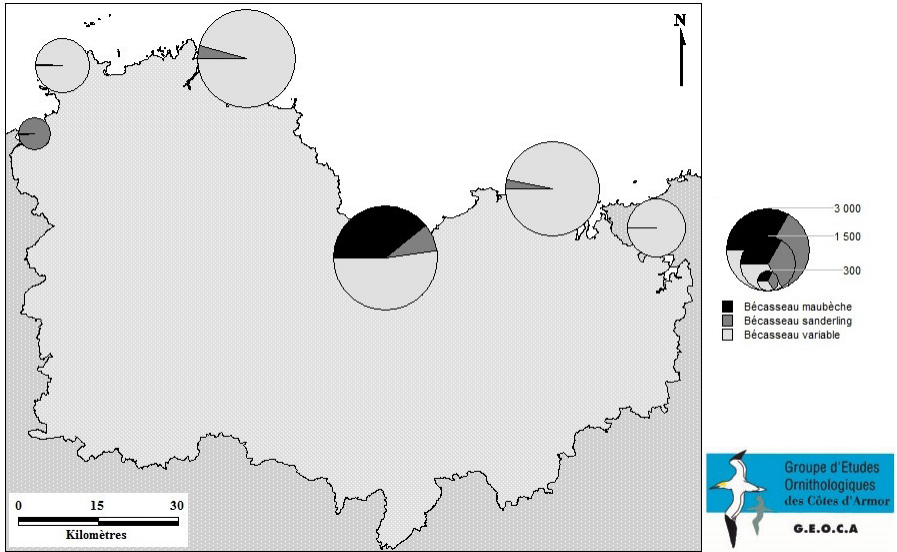 N
3 000
1 500
300
Bécasseau maubèche
Bécasseau sanderling
Bécasseau variable
0 15 30
Kilomètres
Groupe d'Etudes
Ornithologiques
des Côtes d'Armor
G.E.O.C.A